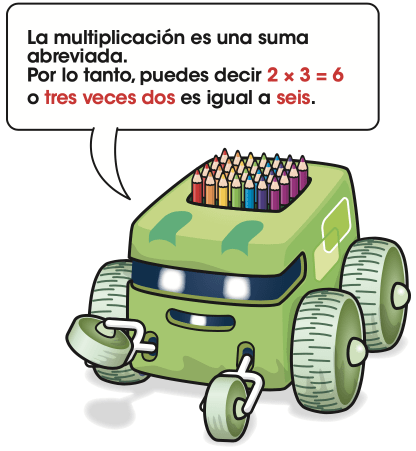 La multiplicación es una suma
abreviada.
Por lo tanto, puedes decir 2 × 3 = 6
o tres veces dos es igual a seis.